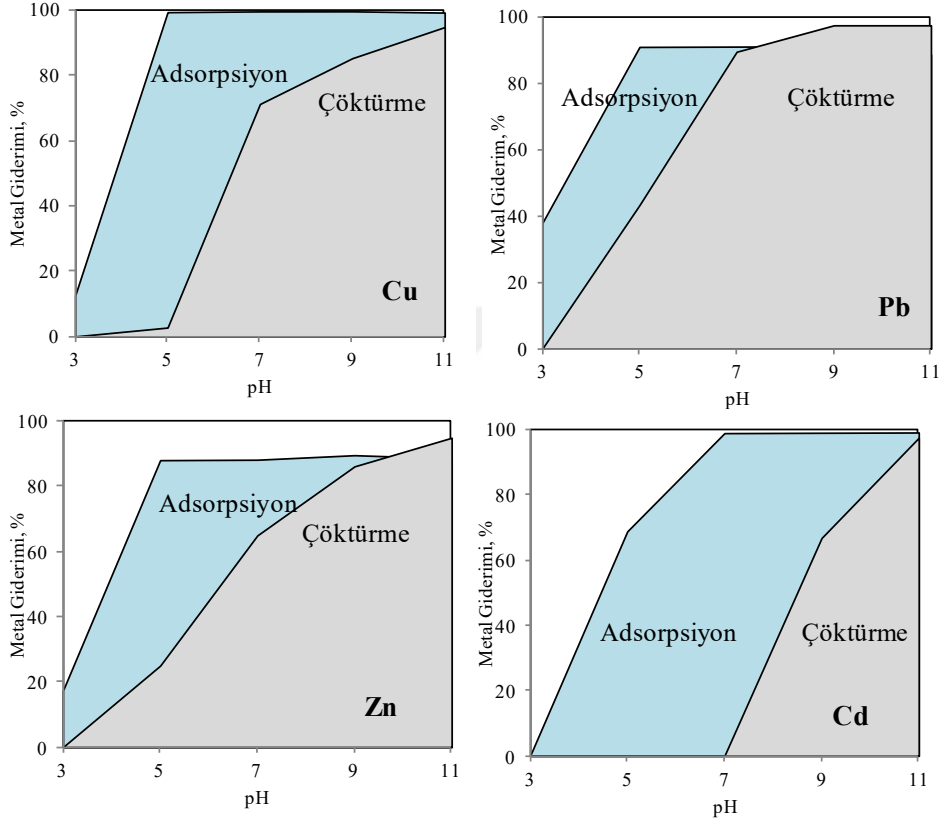 Metal Giderimi, %
100
80
60
40
20
0
Adsorpsiyon
Çöktürme
Cu
3 5 7 9 11
pH
Metal Giderim, %
100
80
60
40
20
0
Adsorpsiyon
Çöktürme
Pb
3 5 7 9 11
pH
Metal Giderimi, %
100
80
60
40
20
0
Adsorpsiyon
Çöktürme
Zn
3 5 7 9 11
pH
Metal Giderimi, %
100
80
60
40
20
0
Adsorpsiyon
Çöktürme
Cd
3 5 7 9 11
pH